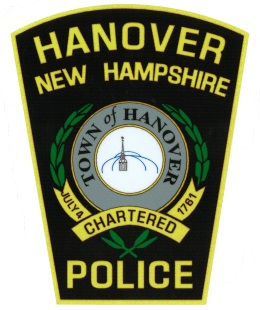 HANOVER
NEW HAMPSHIRE
TOWN of HANOVER
JULY 4 CHARTERED 1761
POLICE